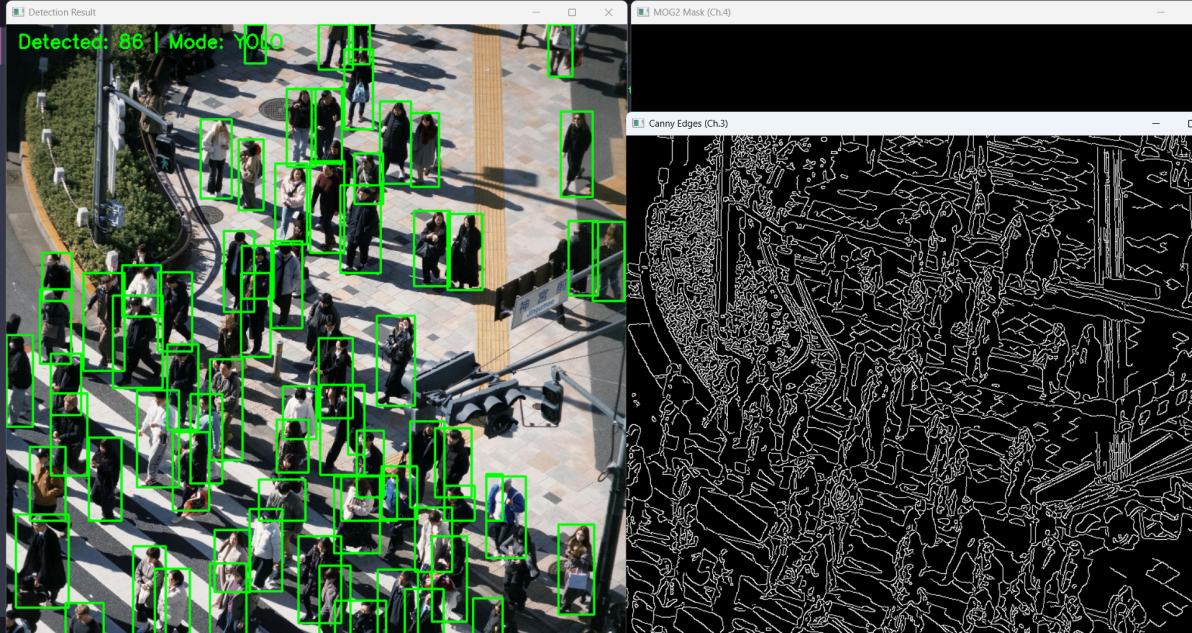 Detection Result
Detected: 86 | Mode: YOLO
MOG2 Mask (Ch.4)
Canny Edges (Ch.3)